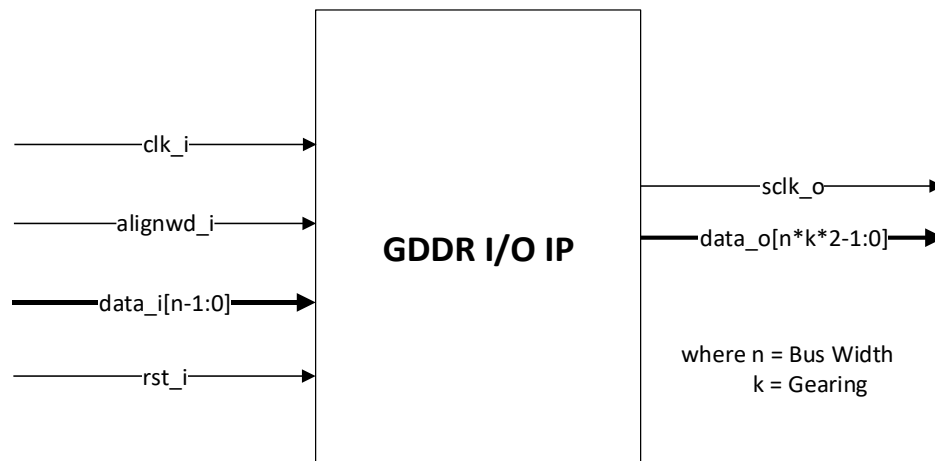 clk_i
alignwd_i
data_i[n-1:0]
rst_i
GDDR I/O IP
sclk_o
data_o[n*k*2-1:0]
where n = Bus Width
k = Gearing